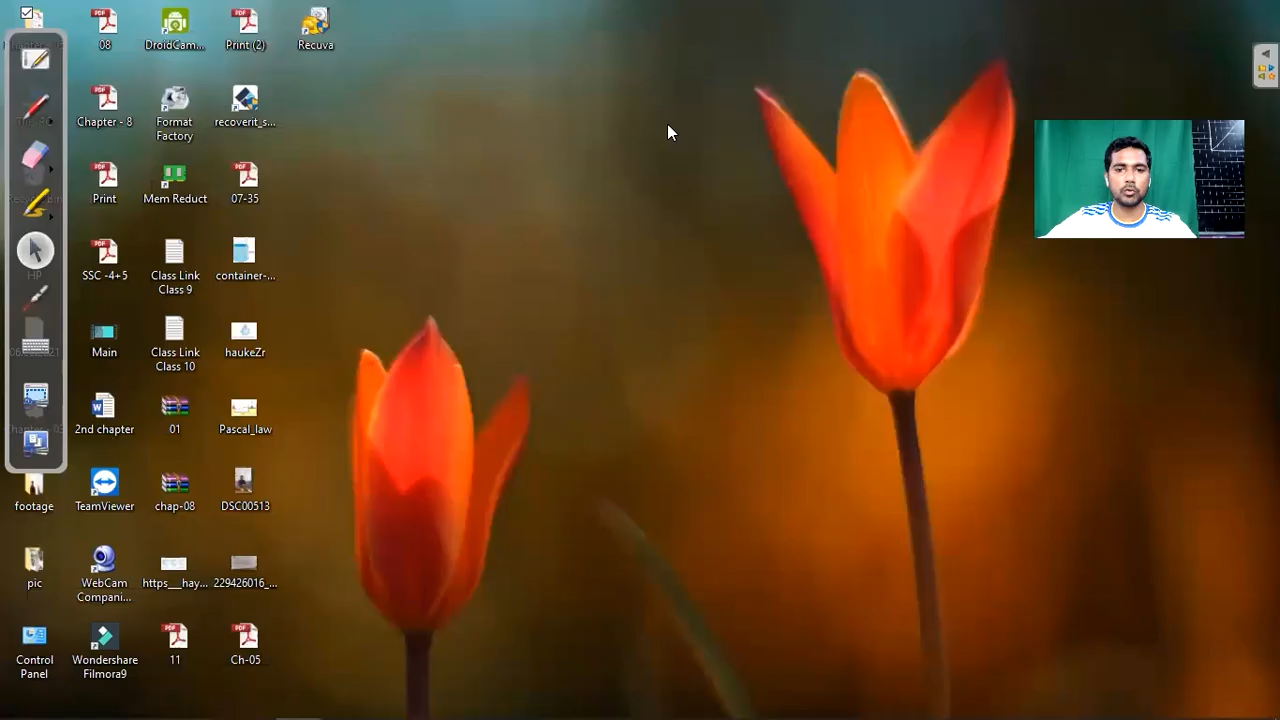 08
DroidCam...
Print (2)
Recuva
Chapter - 8
Format
Factory
recoverit_s...
Print
Mem Reduct
07-35
HP
SSC -4+5
Class Link
Class 9
container-...
Main
Class Link
Class 10
haukeZr
2nd chapter
01
Pascal_law
footage
TeamViewer
chap-08
DSC00513
pic
WebCam
Compani...
https__hay...
229426016_...
Control
Panel
Wondershare
Filmora9
11
Ch-05